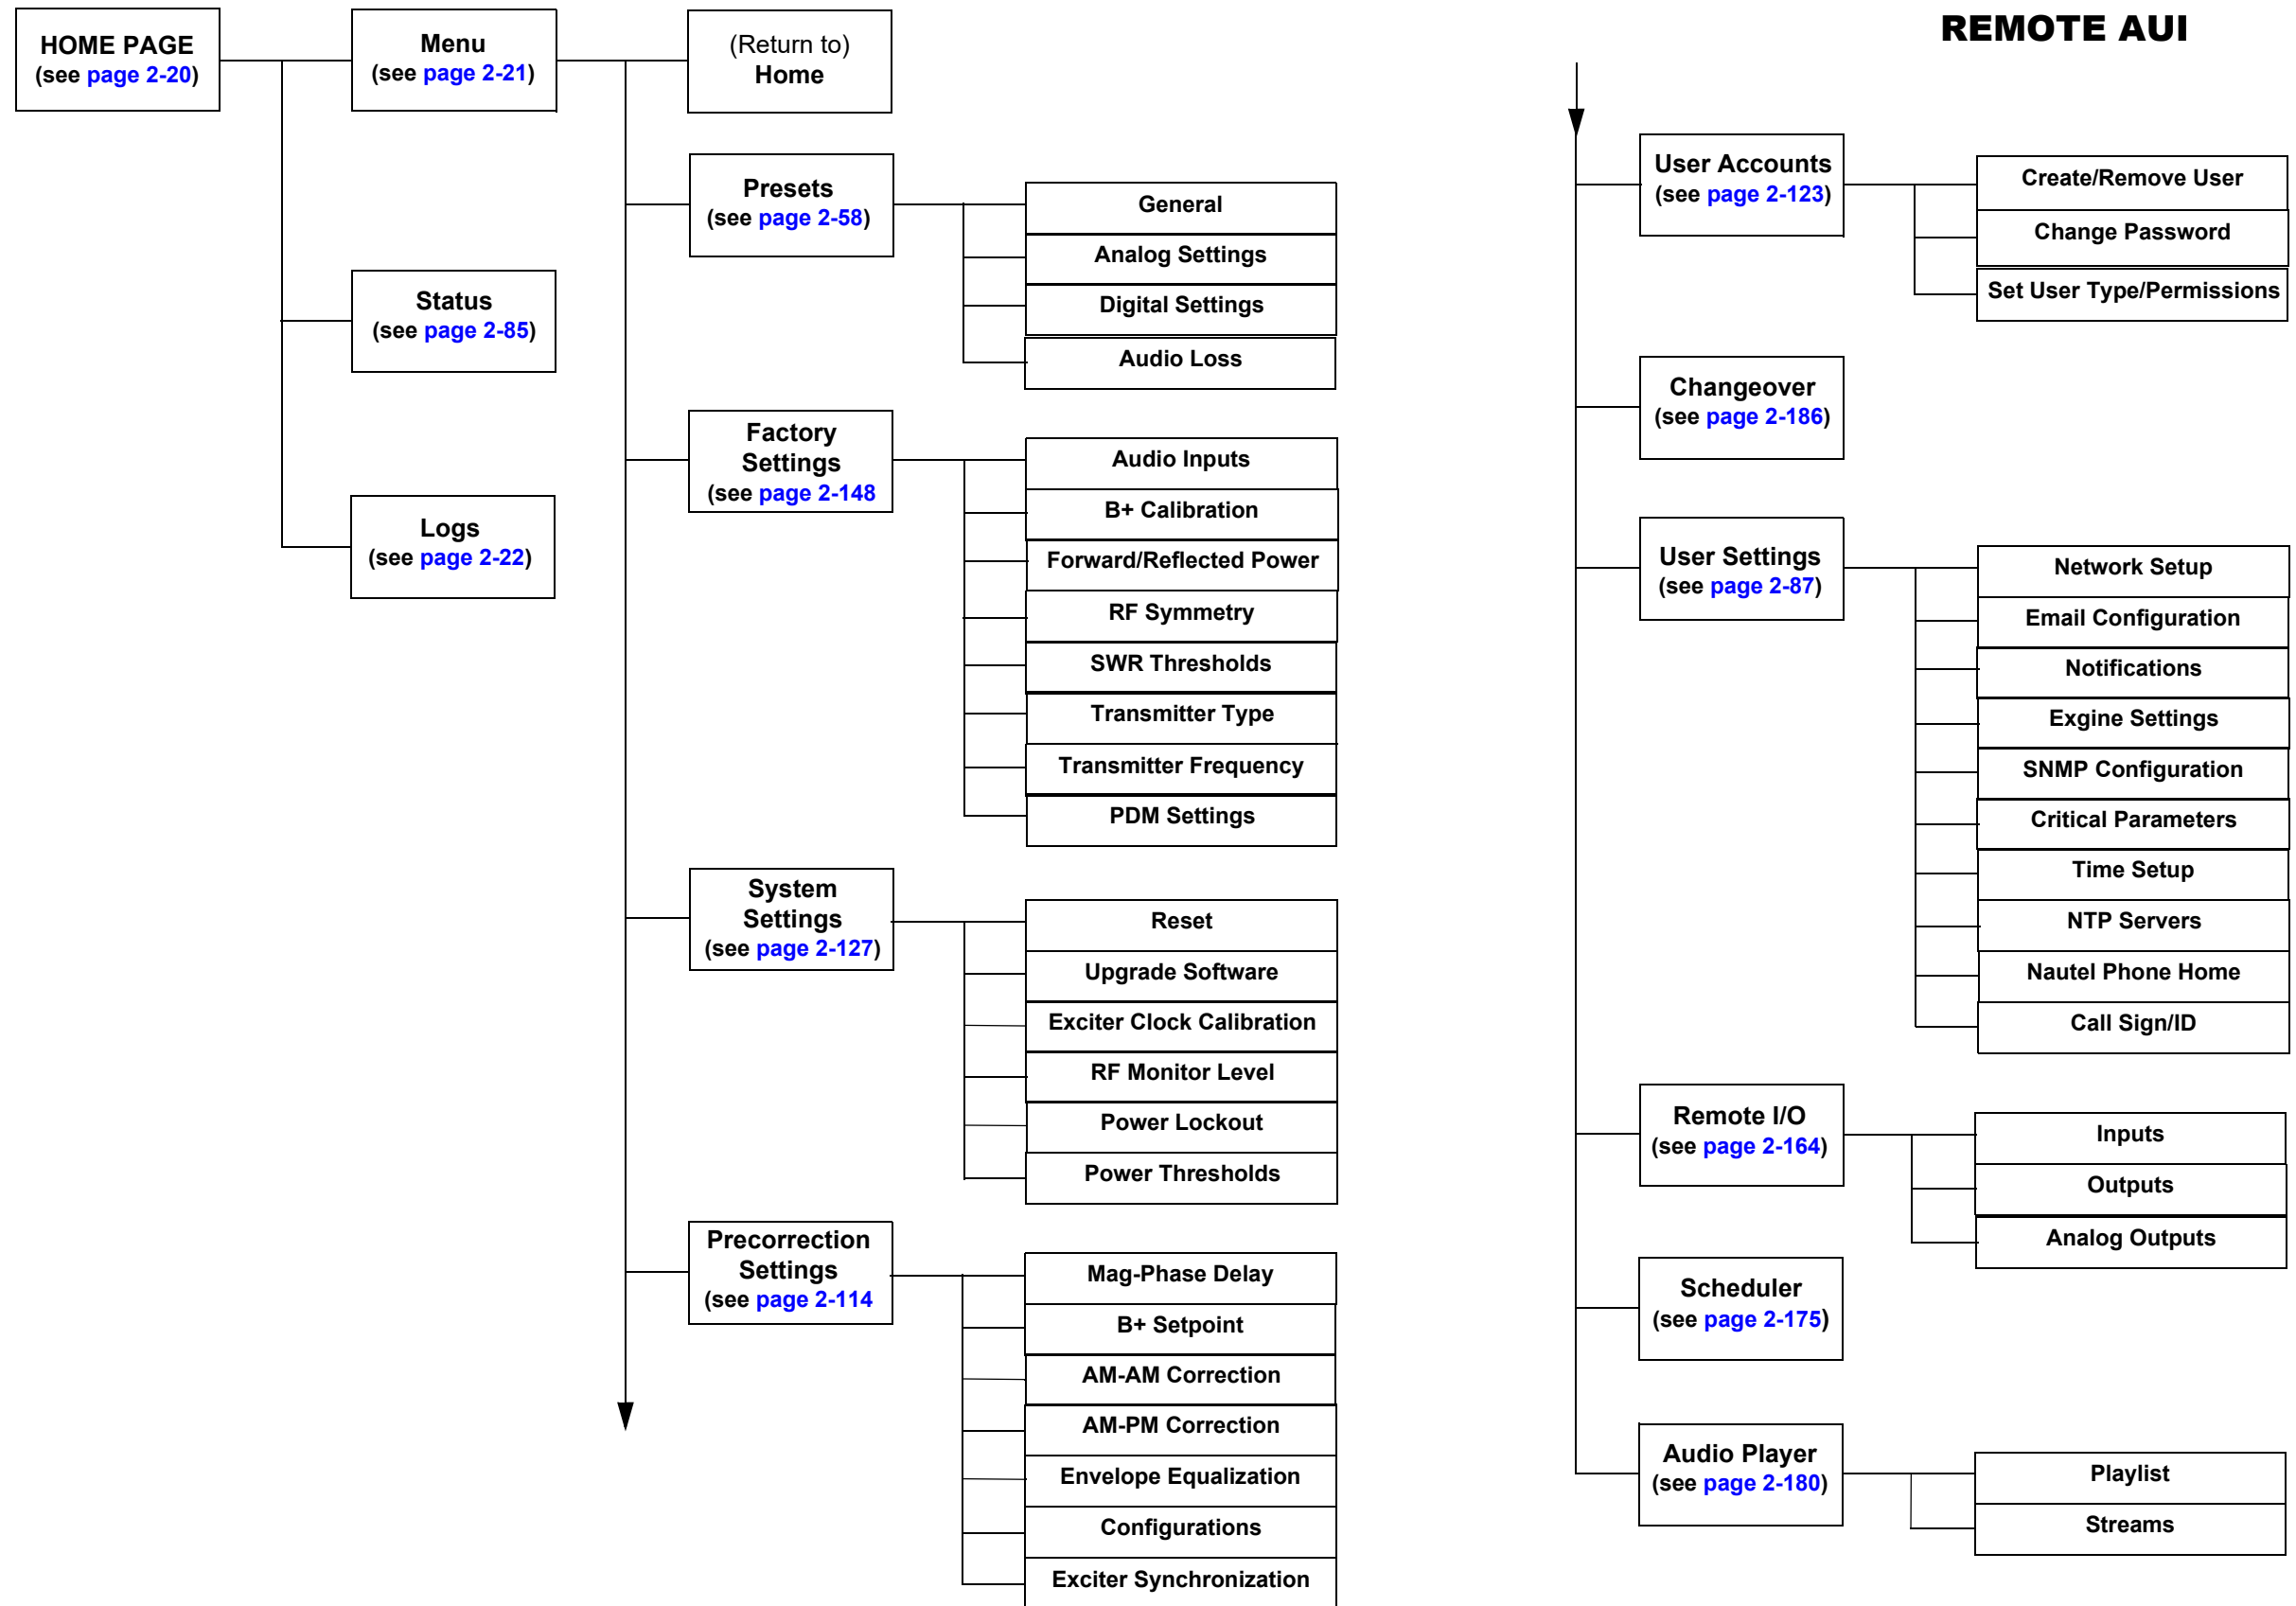 REMOTE AUI
HOME PAGE
(see page 2-20)
Menu
(see page 2-21)
(Return to)
Home
Presets
(see page 2-58)
General
Analog Settings
Digital Settings
Audio Loss
Status
(see page 2-85)
Logs
(see page 2-22)
Factory
Settings
(see page 2-148
Audio Inputs
B+ Calibration
Forward/Reflected Power
RF Symmetry
SWR Thresholds
Transmitter Type
Transmitter Frequency
PDM Settings
System
Settings
(see page 2-127)
Reset
Upgrade Software
Exciter Clock Calibration
RF Monitor Level
Power Lockout
Power Thresholds
Precorrection
Settings
(see page 2-114
Mag-Phase Delay
B+ Setpoint
AM-AM Correction
AM-PM Correction
Envelope Equalization
Configurations
Exciter Synchronization
User Accounts
(see page 2-123)
Create/Remove User
Change Password
Set User Type/Permissions
Changeover
(see page 2-186)
User Settings
(see page 2-87)
Network Setup
Email Configuration
Notifications
Exgine Settings
SNMP Configuration
Critical Parameters
Time Setup
NTP Servers
Nautel Phone Home
Call Sign/ID
Remote I/O
(see page 2-164)
Inputs
Outputs
Analog Outputs
Scheduler
(see page 2-175)
Audio Player
(see page 2-180)
Playlist
Streams